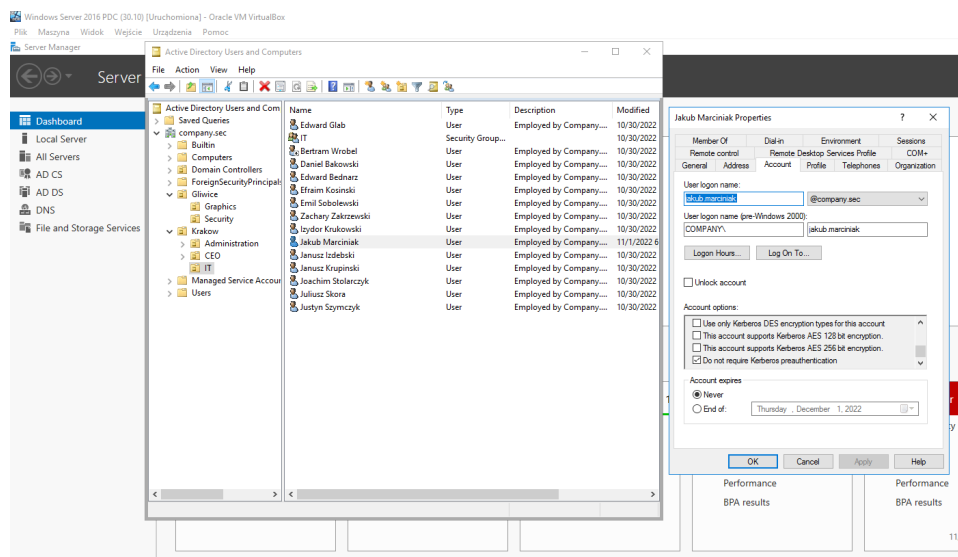 Windows Server 2016 PDC (30.10) [Uruchomiona] - Oracle VM VirtualBox
Plik Maszyna Widok Wejście Urządzenia Pomoc
Server Manager
Server
Dashboard
Local Server
All Servers
AD CS
AD DS
DNS
File and Storage Services
Active Directory Users and Computers
File Action View Help
Active Directory Users and Com
Saved Queries
company.sec
Builtin
Computers
Domain Controllers
ForeignSecurityPrincipals
Gliwice
Graphics
Security
Krakow
Administration
CEO
IT
Managed Service Accour
Users
Name Type Description Modified
Edward Glab User Employed by Company.... 10/30/2022
IT Security Group... 10/30/2022
Bertram Wrobel User Employed by Company.... 10/30/2022
Daniel Bakowski User Employed by Company.... 10/30/2022
Edward Bednarz User Employed by Company.... 10/30/2022
Efraim Kosinski User Employed by Company.... 10/30/2022
Emil Sobolewski User Employed by Company.... 10/30/2022
Zachary Zakrzewski User Employed by Company.... 10/30/2022
Izydor Krukowski User Employed by Company.... 10/30/2022
Jakub Marciniak User Employed by Company.... 11/1/2022 6
Janusz Izdebski User Employed by Company.... 10/30/2022
Janusz Krupinski User Employed by Company.... 10/30/2022
Joachim Stolarczyk User Employed by Company.... 10/30/2022
Juliusz Skora User Employed by Company.... 10/30/2022
Justyn Szymczyk User Employed by Company.... 10/30/2022
Jakub Marciniak Properties ? X
Member Of Dial-in Environment Sessions
Remote control Remote Desktop Services Profile COM+
General Address Account Profile Telephones Organization
User logon name:
jakub.marciniak @company.sec
User logon name (pre-Windows 2000):
COMPANY\ jakub.marciniak
Logon Hours... Log On To...
Unlock account
Account options:
Use only Kerberos DES encryption types for this account
This account supports Kerberos AES 128 bit encryption.
This account supports Kerberos AES 256 bit encryption.
Do not require Kerberos preauthentication
Account expires
Never
End of: Thursday , December 1, 2022
OK Cancel Apply Help
Performance
BPA results
Performance
BPA results